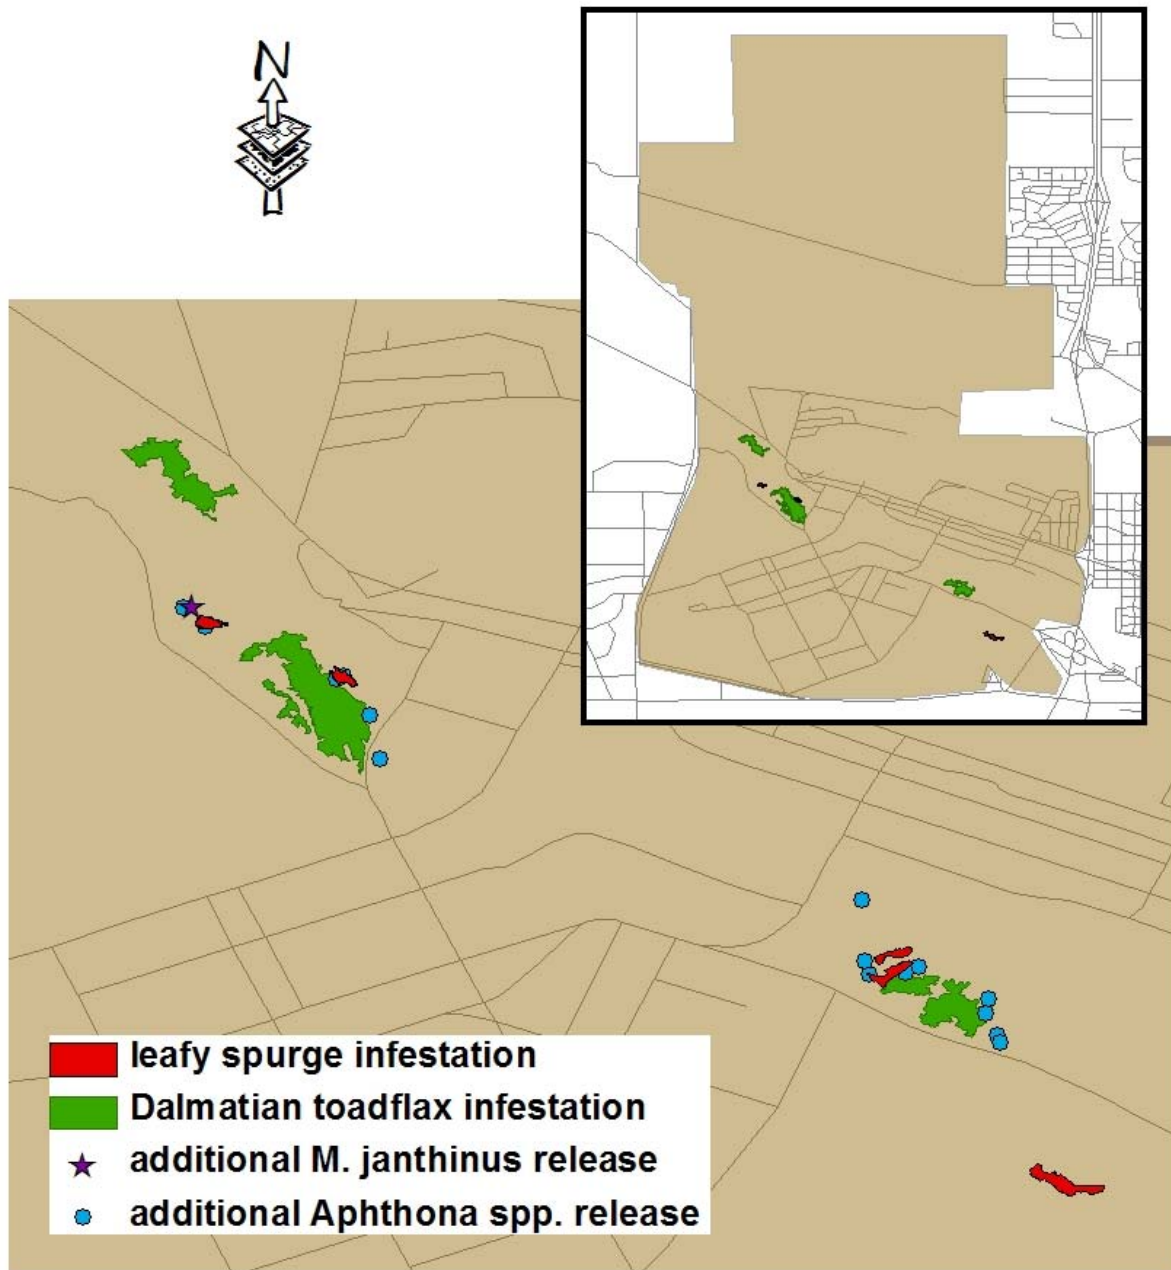 N
leafy spurge infestation
Dalmatian toadflax infestation
additional M. janthinus release
additional Aphthona spp. release